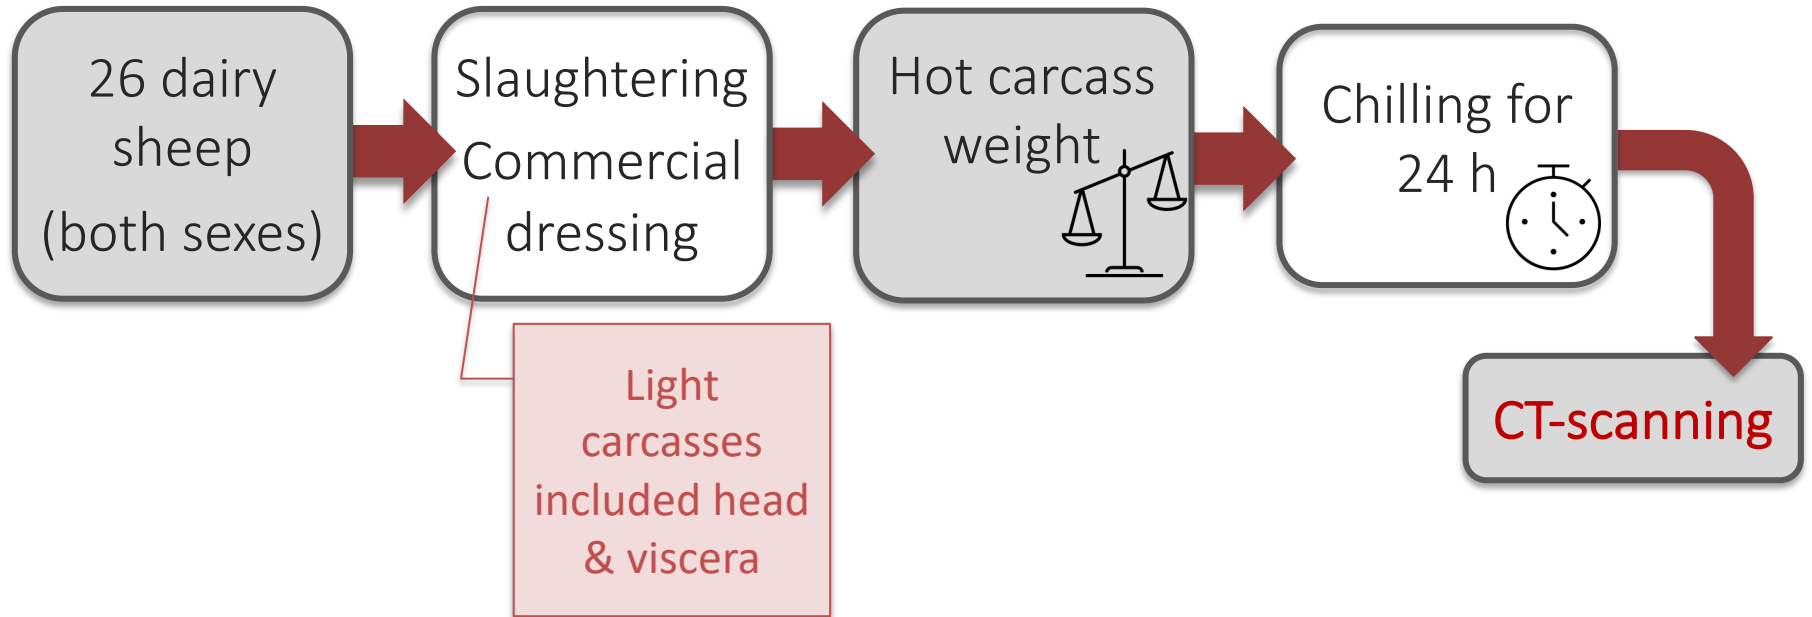 26 dairy
sheep
(both sexes)
Slaughtering
Commercial
dressing
Hot carcass
weight
Chilling for
24 h
Light
carcasses
included head
& viscera
CT-scanning